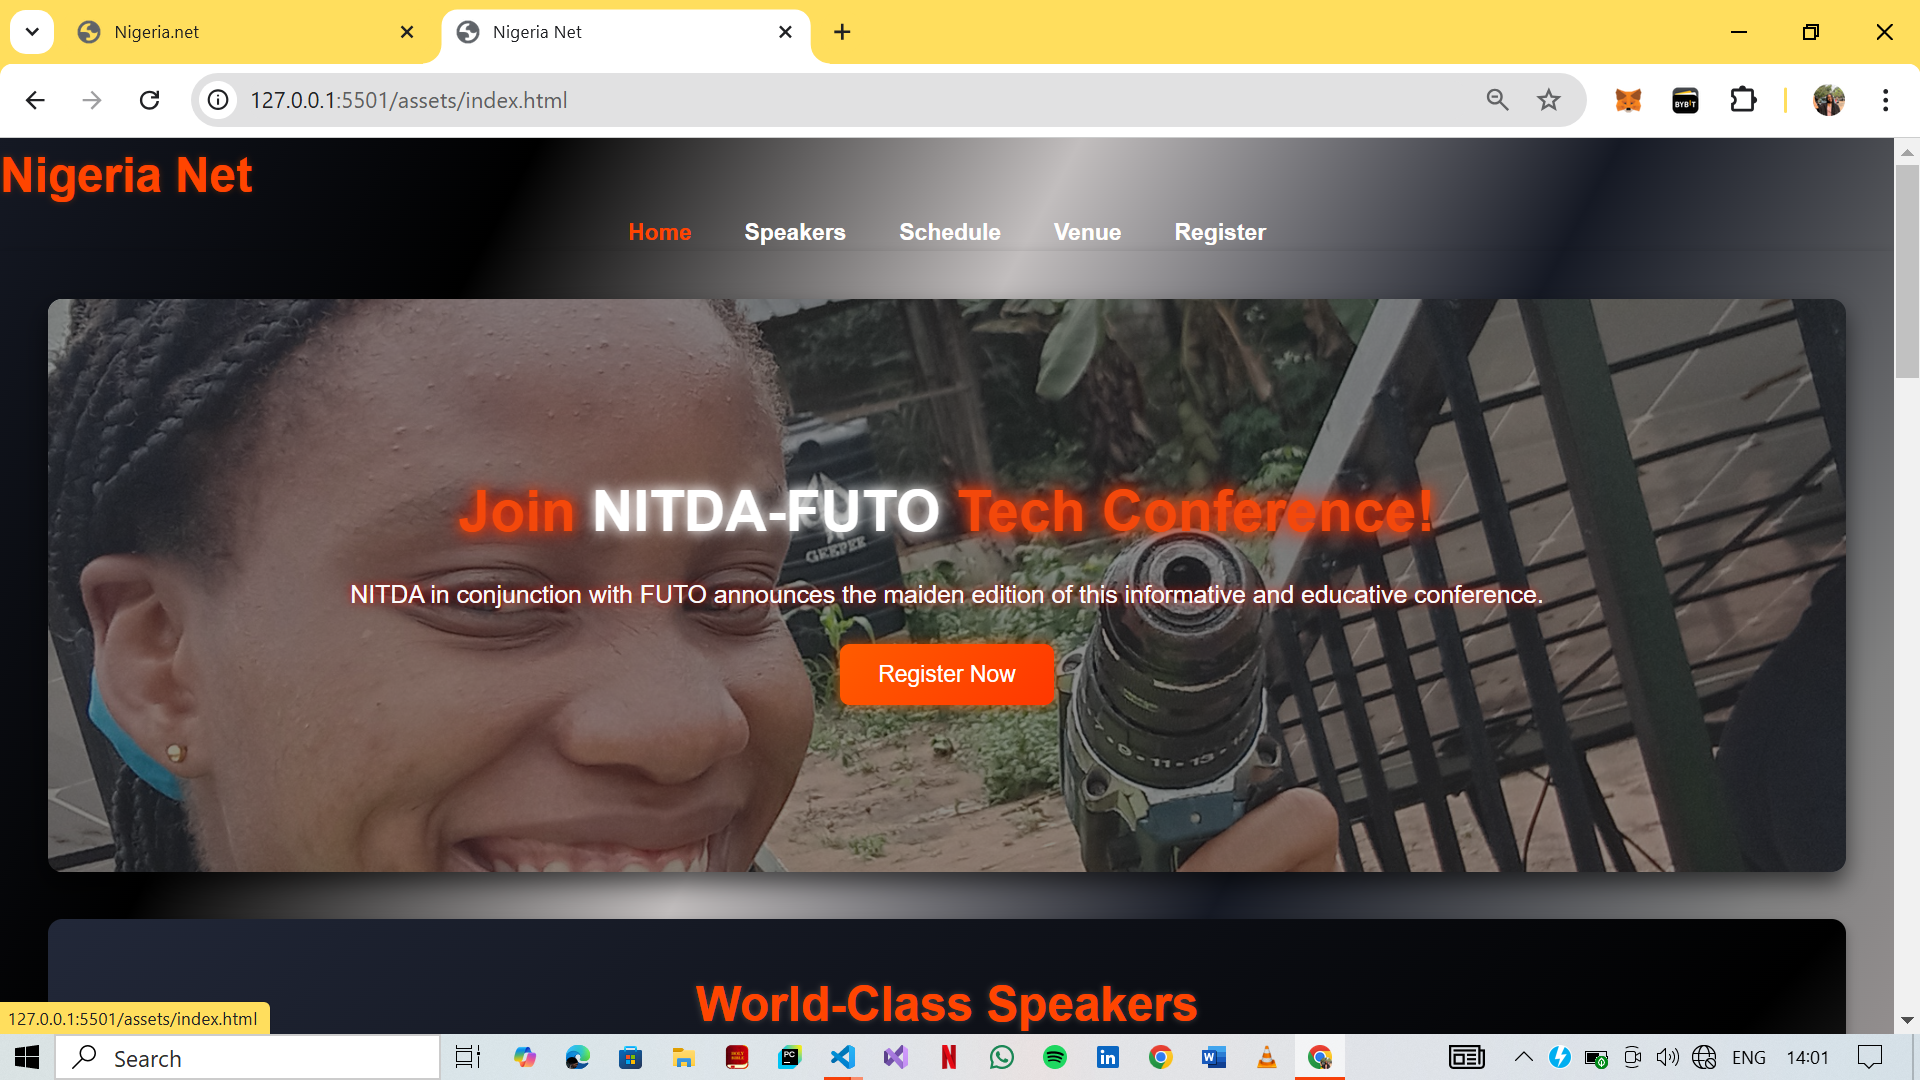 Nigeria.net
Nigeria Net
127.0.0.1:5501/assets/index.html
BYBIT
Nigeria Net
Home Speakers Schedule Venue Register
GEEPEE
Join NITDA-FUTO Tech Conference!
NITDA in conjunction with FUTO announces the maiden edition of this informative and educative conference.
Register Now
World-Class Speakers
127.0.0.1:5501/assets/index.html
Search
ENG 14:01